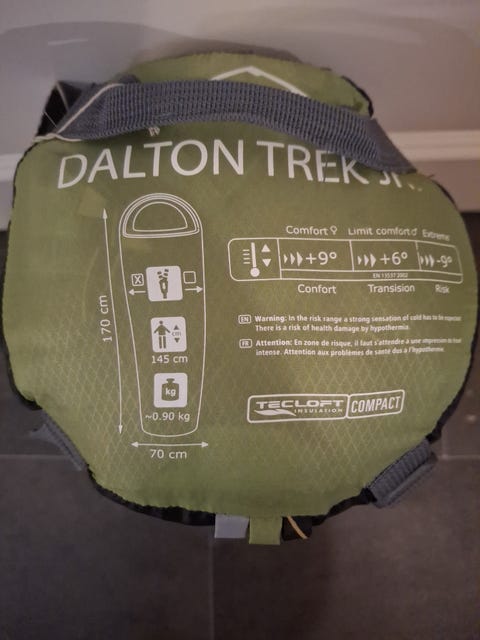 DALTON TREK JR.
Comfort ♀ Limit comfort ♂ Extreme
+9° +6° -9°
EN 13537 2002
Comfort Transision Risk
X
170 cm
cm
145 cm
kg
~0.90 kg
70 cm
EN Warning: In the risk range a strong sensation of cold has to be expected
There is a risk of health damage by hypothermia.
FR Attention: En zone de risque, il faut s'attendre à une impression de froid
intense. Attention aux problèmes de santé dus à l'hypothermie.
TECLOFT COMPACT
INSULATION